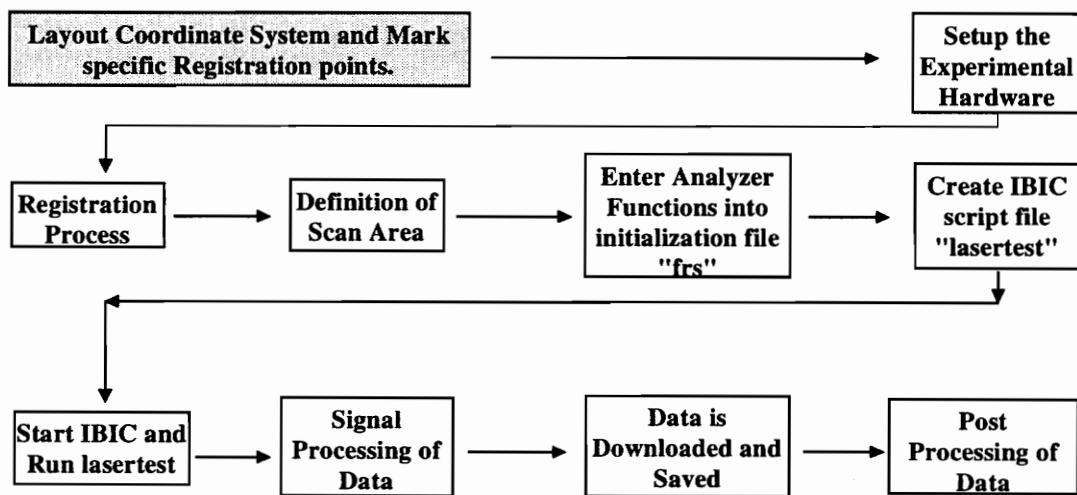 Layout Coordinate System and Mark
specific Registration points.
Setup the
Experimental
Hardware
Registration
Process
Definition of
Scan Area
Enter Analyzer
Functions into
initialization file
"frs"
Create IBIC
script file
"lasertest"
Start IBIC and
Run lasertest
Signal
Processing of
Data
Data is
Downloaded and
Saved
Post
Processing of
Data